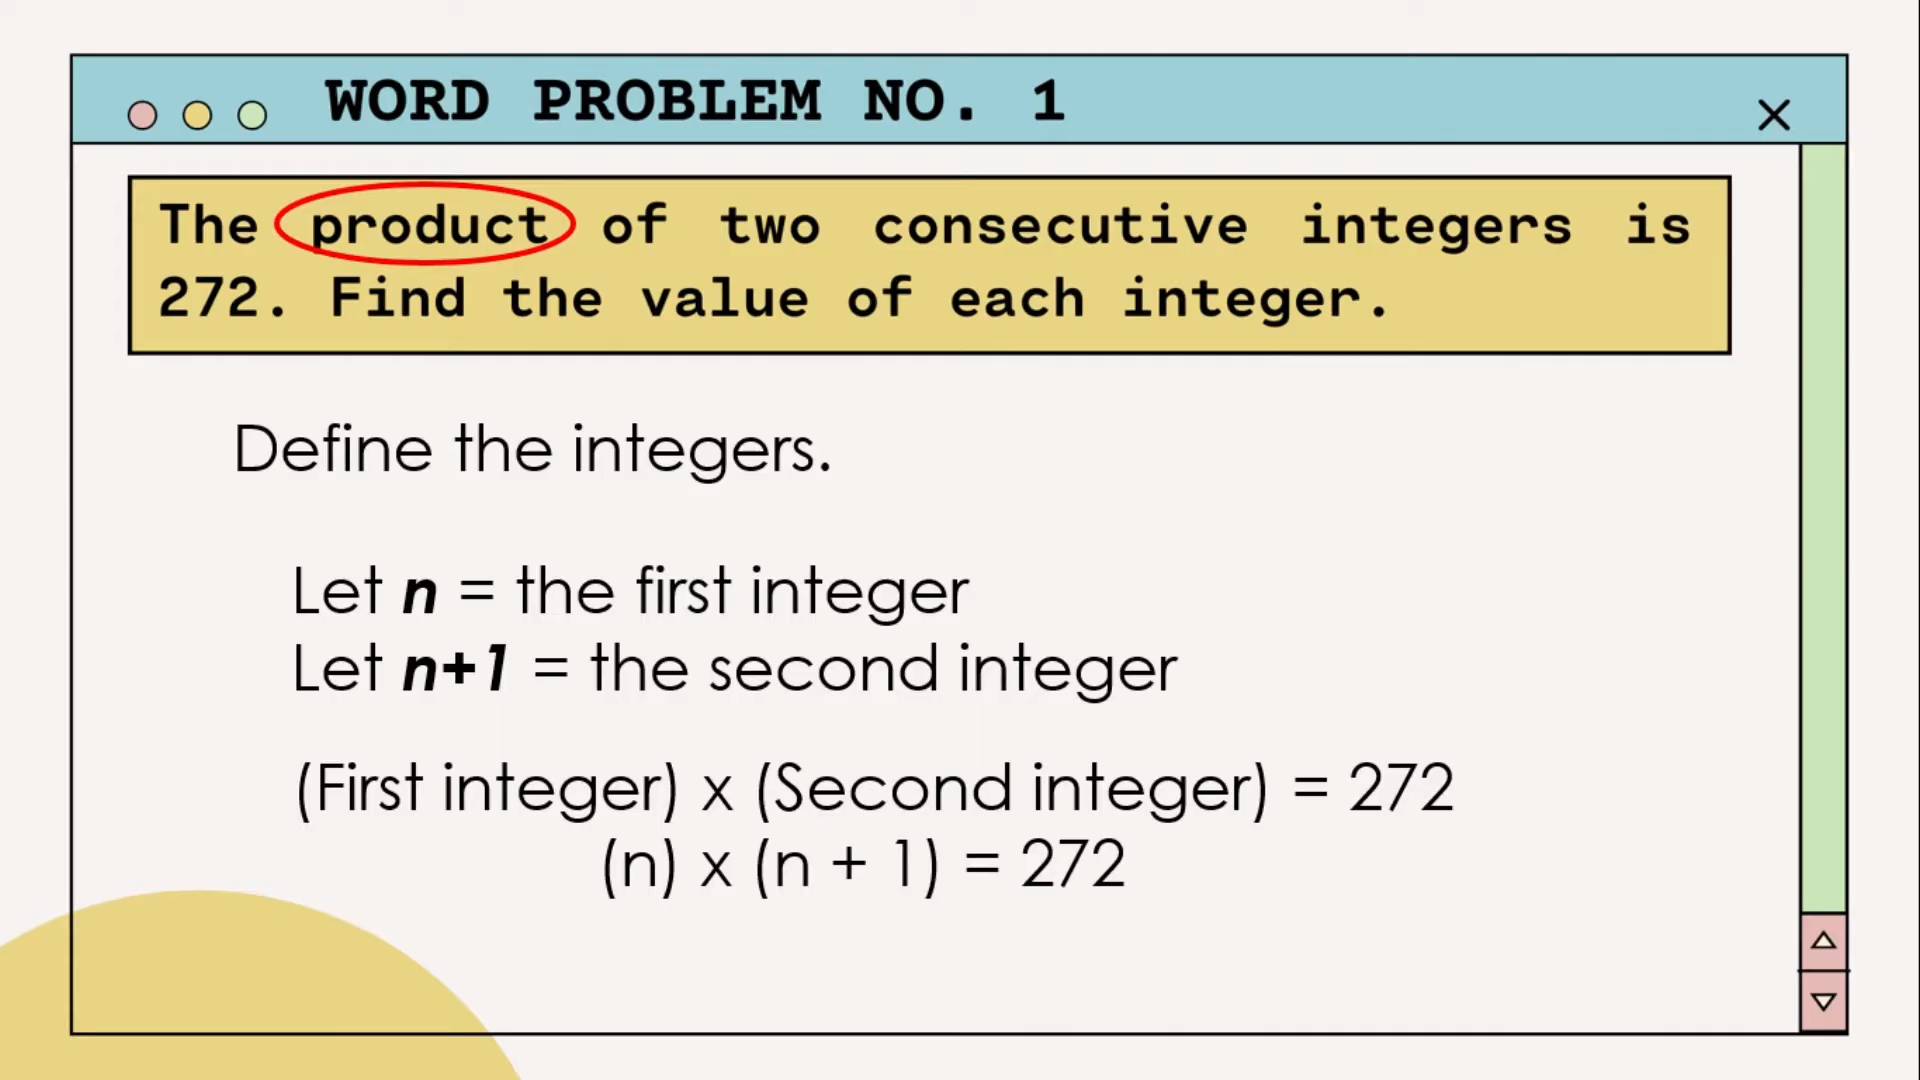 WORD PROBLEM NO. 1
The product of two consecutive integers is
272. Find the value of each integer.
Define the integers.
Let n = the first integer
Let n+1 = the second integer
(First integer) x (Second integer) = 272
(n) x (n + 1) = 272